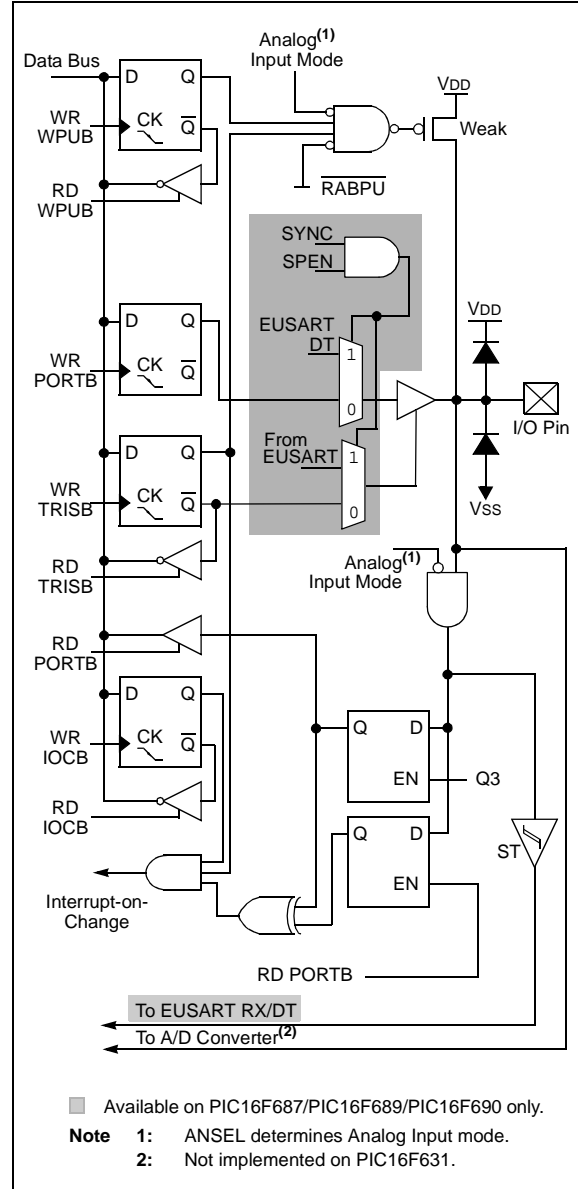 Analog(1)
Input Mode
Data Bus
D
Q
VDD
WR
WPUB
CK
Q
Weak
RD
WPUB
RABPU
SYNC
SPEN
D
Q
EUSART
DT
1
VDD
WR
PORTB
CK
Q
0
I/O Pin
D
Q
From
EUSART
1
WR
TRISB
CK
Q
0
VSS
RD
TRISB
Analog(1)
Input Mode
RD
PORTB
D
Q
Q
D
WR
IOCB
CK
Q
EN
Q3
RD
IOCB
Q
D
ST
EN
Interrupt-on-
Change
RD PORTB
To EUSART RX/DT
To A/D Converter(2)
Available on PIC16F687/PIC16F689/PIC16F690 only.
Note 1: ANSEL determines Analog Input mode.
2: Not implemented on PIC16F631.